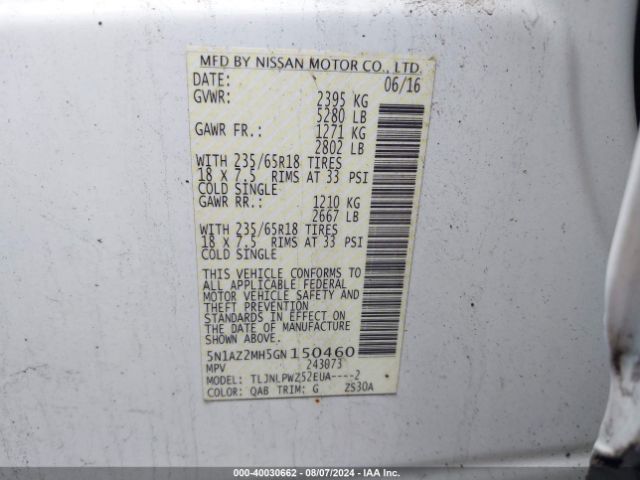 MFD BY NISSAN MOTOR CO., LTD.
DATE: 06/16
GVWR: 2395 KG
5280 LB
GAWR FR.: 1271 KG
2802 LB
WITH 235/65R18 TIRES
18 x 7.5 RIMS AT 33 PSI
COLD SINGLE
GAWR RR.: 1210 KG
2667 LB
WITH 235/65R18 TIRES
18 x 7.5 RIMS AT 33 PSI
COLD SINGLE
THIS VEHICLE CONFORMS TO
ALL APPLICABLE FEDERAL
MOTOR VEHICLE SAFETY AND
THEFT PREVENTION
STANDARDS IN EFFECT ON
THE DATE OF MANUFACTURE
SHOWN ABOVE.
5N1AZ2MH5GN150460
MPV 243073
MODEL: TLJNLPWZ52EUA----2
COLOR: QAB TRIM: G ZS30A
000-40030662 - 08/07/2024 - IAA Inc.